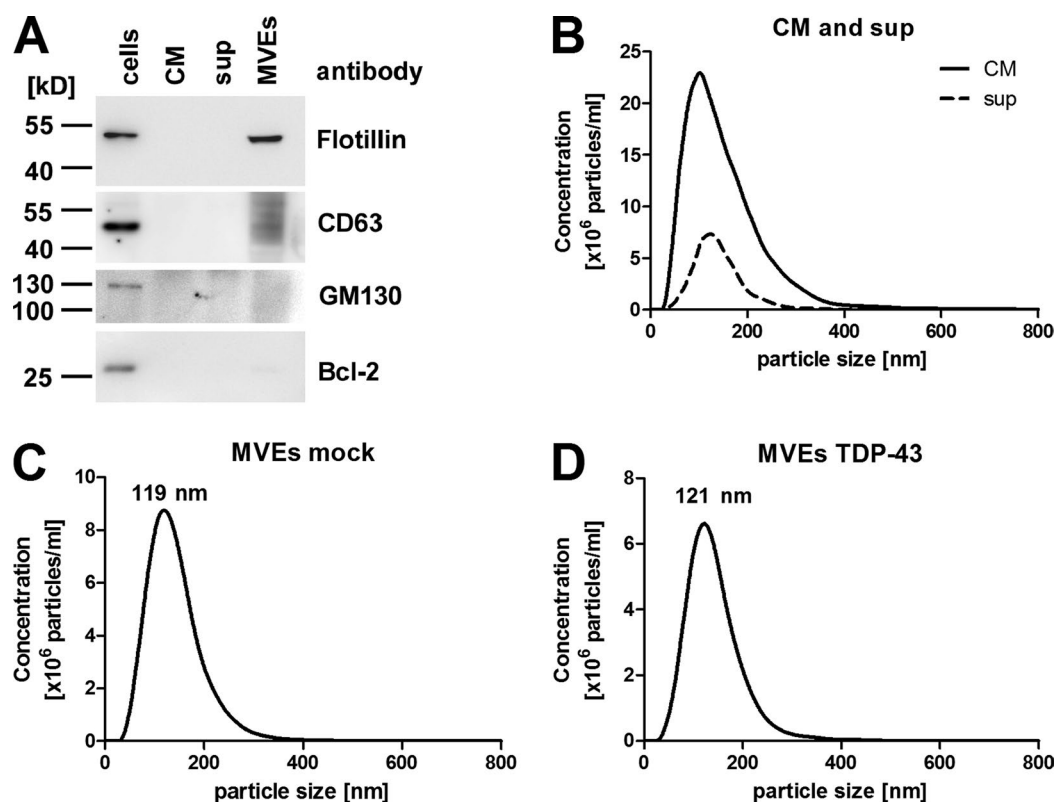 A
cells
CM
sup
MVEs
antibody
[kD]
55
40
Flotillin
55
40
CD63
130
100
GM130
25
Bcl-2
B
CM and sup
Concentration
[x10⁶ particles/ml]
25
20
15
10
5
0
CM
sup
0 200 400 600 800
particle size [nm]
C
MVEs mock
119 nm
Concentration
[x10⁶ particles/ml]
10
8
6
4
2
0
0 200 400 600 800
particle size [nm]
D
MVEs TDP-43
121 nm
Concentration
[x10⁶ particles/ml]
8
6
4
2
0
0 200 400 600 800
particle size [nm]